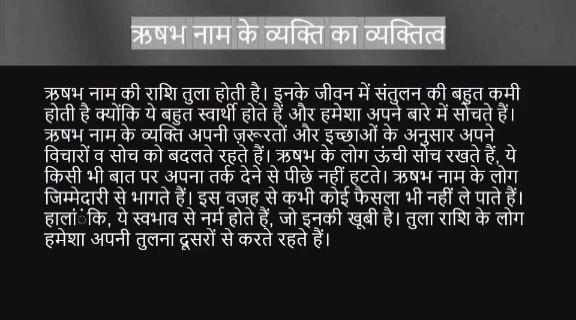 ऋषभ नाम के व्यक्ति का व्यक्तित्व
ऋषभ नाम की राशि तुला होती है। इनके जीवन में संतुलन की बहुत कमी
होती है क्योंकि ये बहुत स्वार्थी होते हैं और हमेशा अपने बारे में सोचते हैं।
ऋषभ नाम के व्यक्ति अपनी ज़रूरतों और इच्छाओं के अनुसार अपने
विचारों व सोच को बदलते रहते हैं। ऋषभ के लोग ऊंची सोच रखते हैं, ये
किसी भी बात पर अपना तर्क देने से पीछे नहीं हटते। ऋषभ नाम के लोग
जिम्मेदारी से भागते हैं। इस वजह से कभी कोई फैसला भी नहीं ले पाते हैं।
हालांंकि, ये स्वभाव से नर्म होते हैं, जो इनकी खूबी है। तुला राशि के लोग
हमेशा अपनी तुलना दूसरों से करते रहते हैं।